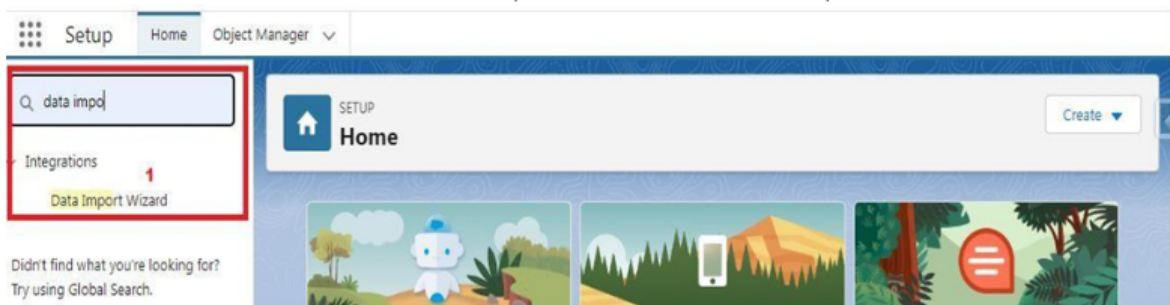 Setup Home Object Manager
data impo
SETUP
Home
Create
Integrations
1
Data Import Wizard
Didn't find what you're looking for?
Try using Global Search.